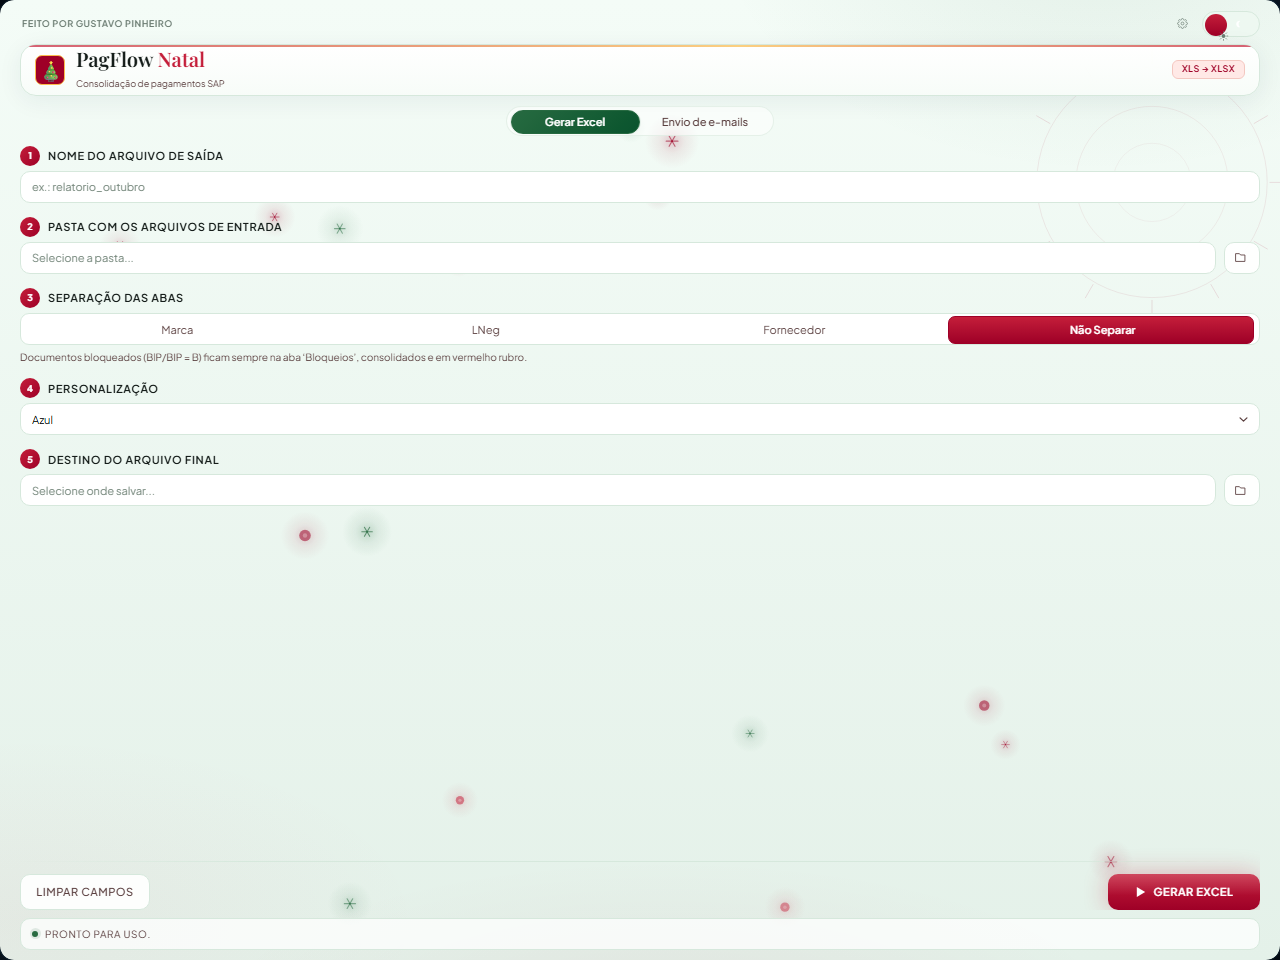 FEITO POR GUSTAVO PINHEIRO
PagFlow Natal
Consolidação de pagamentos SAP
XLS → XLSX
Gerar Excel
Envio de e-mails
1 NOME DO ARQUIVO DE SAÍDA
ex.: relatorio_outubro
2 PASTA COM OS ARQUIVOS DE ENTRADA
Selecione a pasta...
3 SEPARAÇÃO DAS ABAS
Marca
LNeg
Fornecedor
Não Separar
Documentos bloqueados (BIP/BIP = B) ficam sempre na aba 'Bloqueios', consolidados e em vermelho rubro.
4 PERSONALIZAÇÃO
Azul
5 DESTINO DO ARQUIVO FINAL
Selecione onde salvar...
LIMPAR CAMPOS
GERAR EXCEL
PRONTO PARA USO.